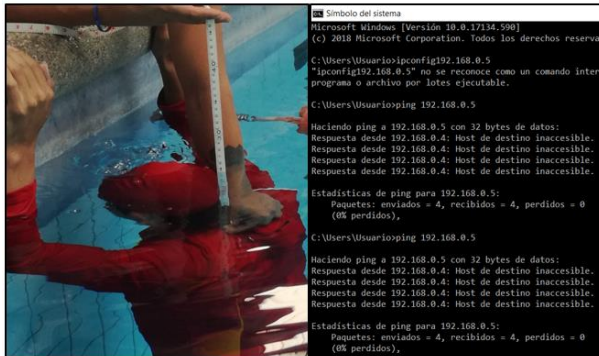 Símbolo del sistema
Microsoft Windows [Versión 10.0.17134.590]
(c) 2018 Microsoft Corporation. Todos los derechos reserva
C:\Users\Usuario>ipconfig192.168.0.5
"ipconfig192.168.0.5" no se reconoce como un comando inter
programa o archivo por lotes ejecutable.
C:\Users\Usuario>ping 192.168.0.5
Haciendo ping a 192.168.0.5 con 32 bytes de datos:
Respuesta desde 192.168.0.4: Host de destino inaccesible.
Respuesta desde 192.168.0.4: Host de destino inaccesible.
Respuesta desde 192.168.0.4: Host de destino inaccesible.
Respuesta desde 192.168.0.4: Host de destino inaccesible.
Estadísticas de ping para 192.168.0.5:
Paquetes: enviados = 4, recibidos = 4, perdidos = 0
(0% perdidos),
C:\Users\Usuario>ping 192.168.0.5
Haciendo ping a 192.168.0.5 con 32 bytes de datos:
Respuesta desde 192.168.0.4: Host de destino inaccesible.
Respuesta desde 192.168.0.4: Host de destino inaccesible.
Respuesta desde 192.168.0.4: Host de destino inaccesible.
Respuesta desde 192.168.0.4: Host de destino inaccesible.
Estadísticas de ping para 192.168.0.5:
Paquetes: enviados = 4, recibidos = 4, perdidos = 0
(0% perdidos),